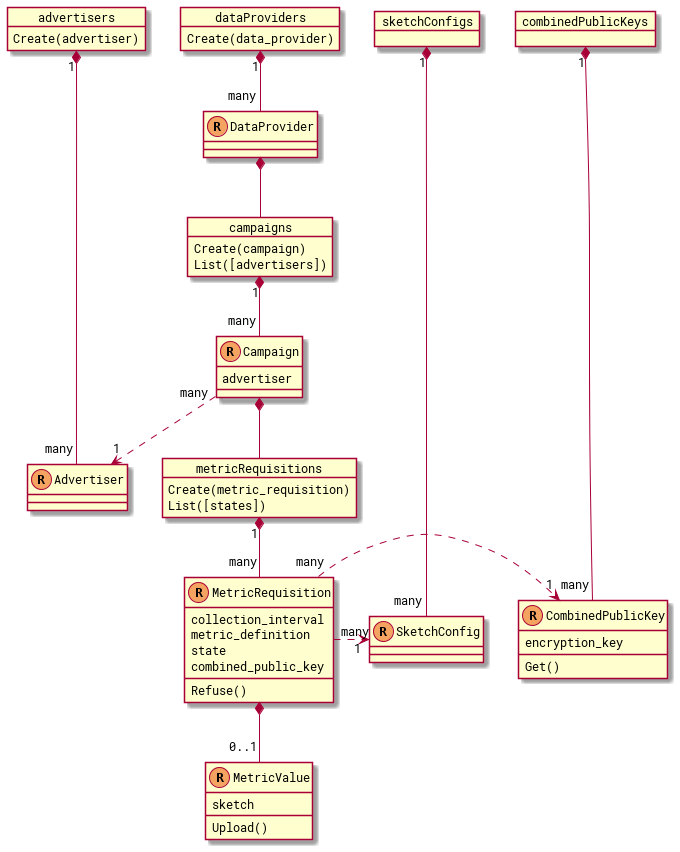 advertisers
Create(advertiser)
dataProviders
Create(data_provider)
sketchConfigs
combinedPublicKeys
1
1
1
1
many
R DataProvider
campaigns
Create(campaign)
List([advertisers])
1
many
R Campaign
advertiser
many
1
many
R Advertiser
metricRequisitions
Create(metric_requisition)
List([states])
1
many
many
R MetricRequisition
collection_interval
metric_definition
state
combined_public_key
Refuse()
many
1
many
R SketchConfig
1
many
R CombinedPublicKey
encryption_key
Get()
0..1
R MetricValue
sketch
Upload()